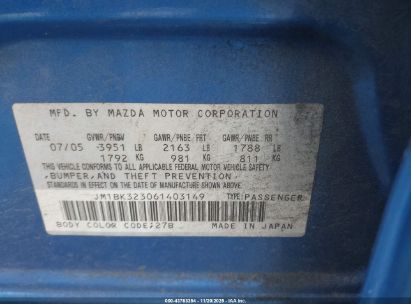 MFD. BY MAZDA MOTOR CORPORATION
DATE GVWR/PNBV GAWR/PNBE FRT GAWR/PNBE RR
07/05 3951 LB 2163 LB 1788 LB
1792 KG 981 KG 811 KG
THIS VEHICLE CONFORMS TO ALL APPLICABLE FEDERAL MOTOR VEHICLE SAFETY,
BUMPER,AND THEFT PREVENTION
STANDARDS IN EFFECT ON THE DATE OF MANUFACTURE SHOWN ABOVE.
JM1BK323061403149 TYPE:PASSENGER
BODY COLOR CODE:27B MADE IN JAPAN